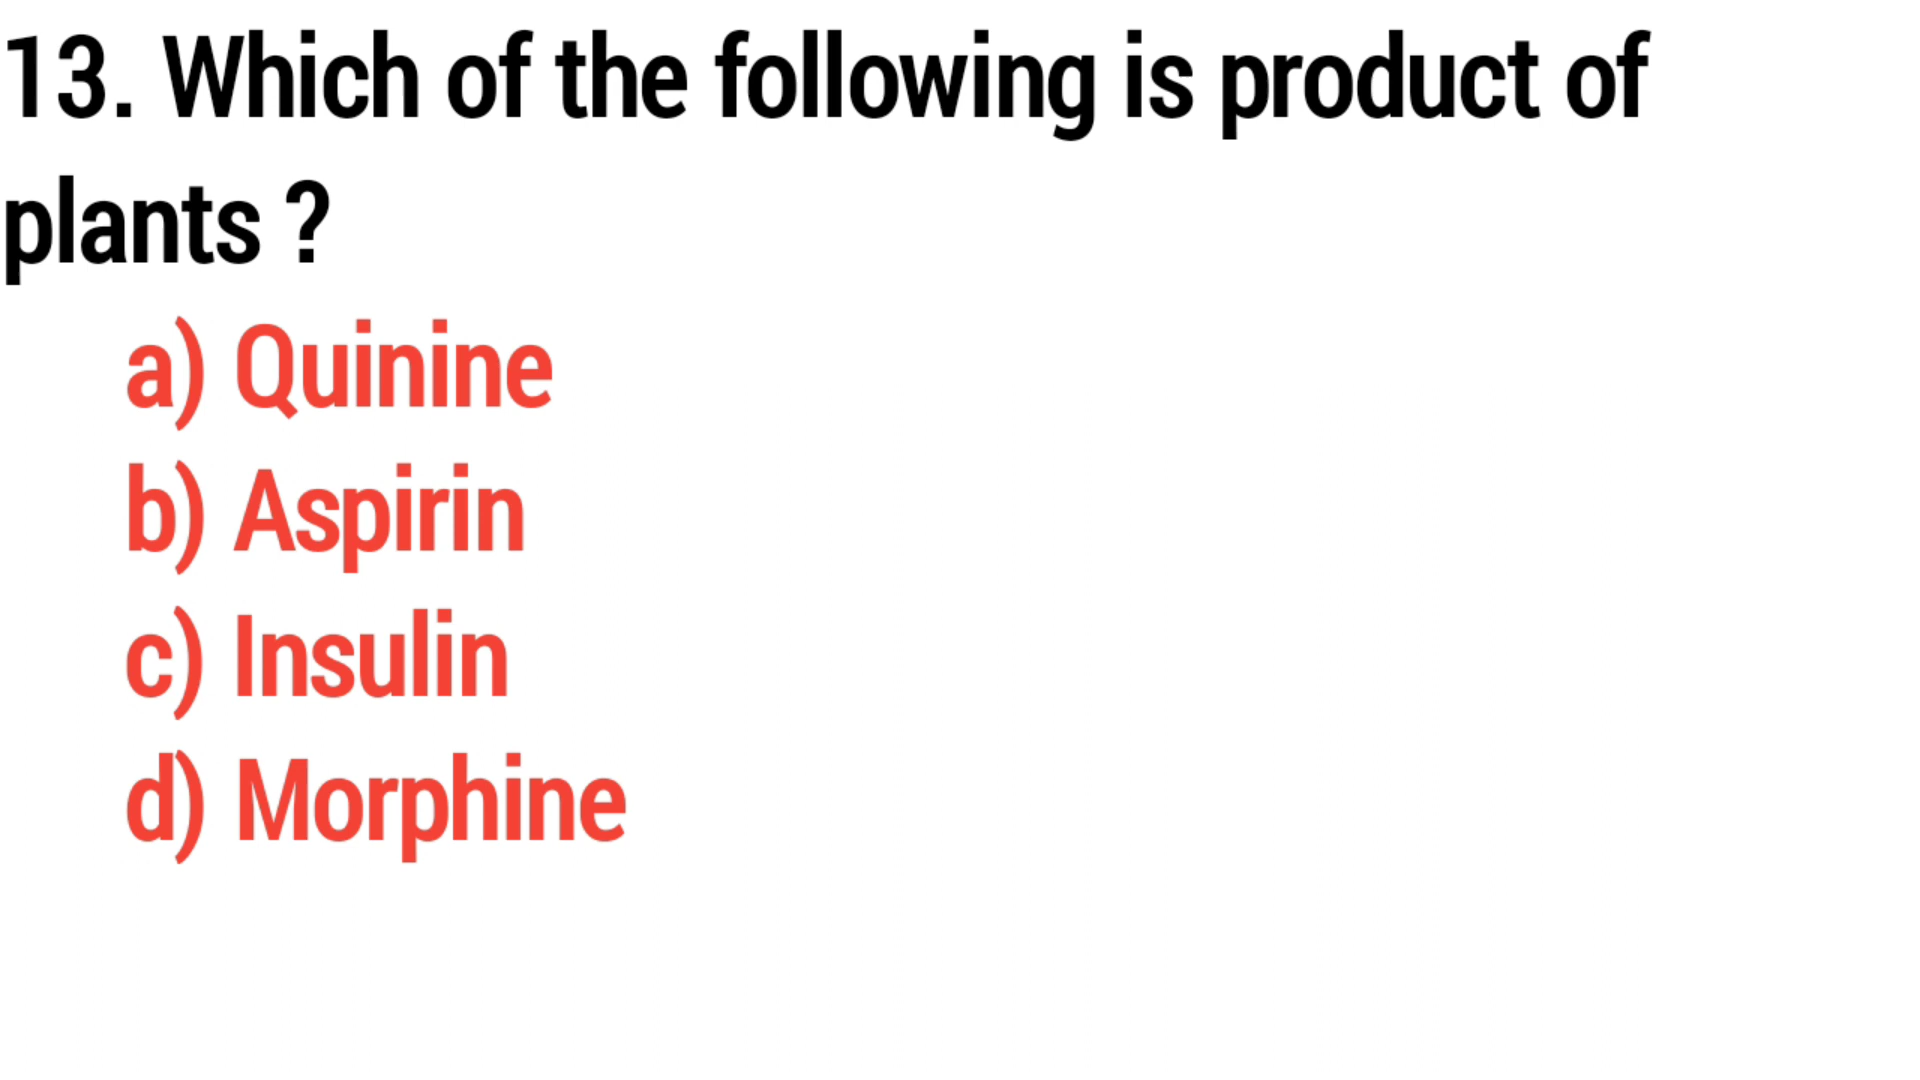 13. Which of the following is product of
plants ?
a) Quinine
b) Aspirin
c) Insulin
d) Morphine